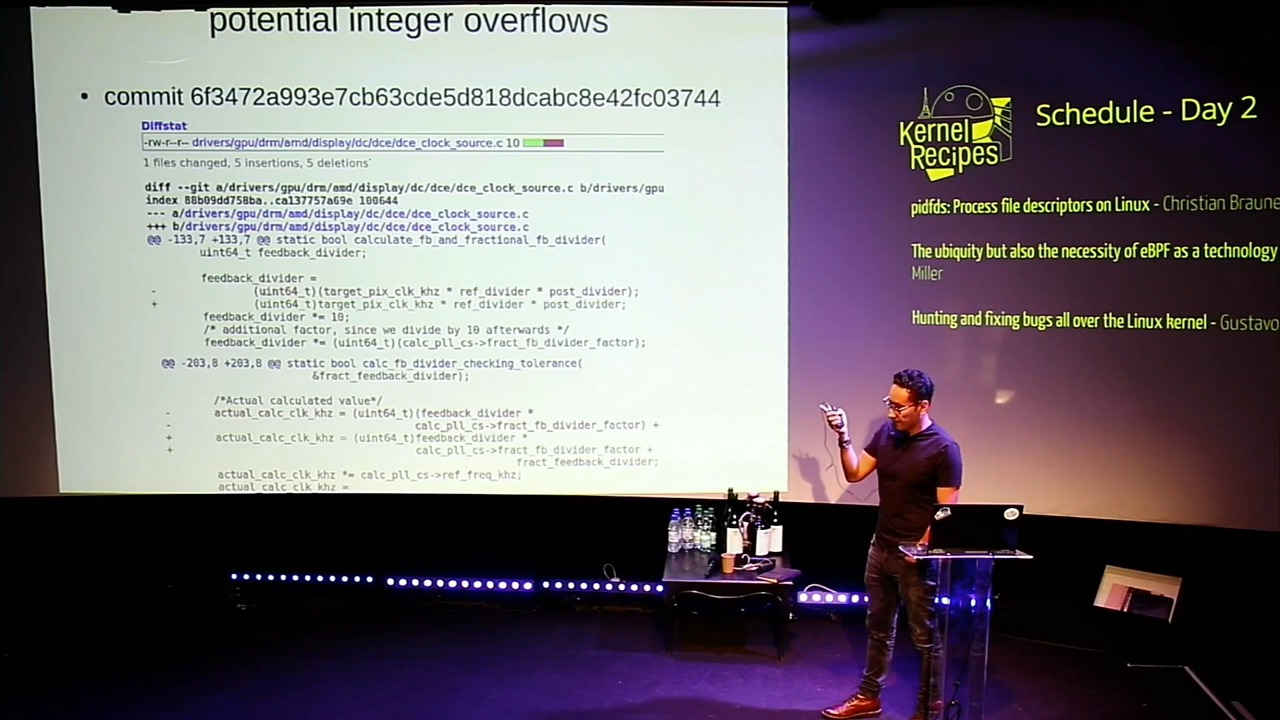 potential integer overflows
• commit 6f3472a993e7cb63cde5d818dcabc8e42fc03744
Diffstat
-rw-r--r-- drivers/gpu/drm/amd/display/dc/dce/dce_clock_source.c 10
1 files changed, 5 insertions, 5 deletions
diff --git a/drivers/gpu/drm/amd/display/dc/dce/dce_clock_source.c b/drivers/gpu
index 88b09dd758ba..ca137757a69e 100644
--- a/drivers/gpu/drm/amd/display/dc/dce/dce_clock_source.c
+++ b/drivers/gpu/drm/amd/display/dc/dce/dce_clock_source.c
@@ -133,7 +133,7 @@ static bool calculate_fb_and_fractional_fb_divider(
uint64_t feedback_divider;
feedback_divider =
- (uint64_t)(target_pix_clk_khz * ref_divider * post_divider);
+ (uint64_t)target_pix_clk_khz * ref_divider * post_divider;
feedback_divider *= 10;
/* additional factor, since we divide by 10 afterwards */
feedback_divider *= (uint64_t)(calc_pll_cs->fract_fb_divider_factor);
@@ -203,8 +203,8 @@ static bool calc_fb_divider_checking_tolerance(
&fract_feedback_divider);
/*Actual calculated value*/
- actual_calc_clk_khz = (uint64_t)(feedback_divider *
- calc_pll_cs->fract_fb_divider_factor) +
+ actual_calc_clk_khz = (uint64_t)feedback_divider *
+ calc_pll_cs->fract_fb_divider_factor +
fract_feedback_divider;
actual_calc_clk_khz *= calc_pll_cs->ref_freq_khz;
actual_calc_clk_khz =
Kernel
Recipes
Schedule - Day 2
pidfds: Process file descriptors on Linux - Christian Braune
The ubiquity but also the necessity of eBPF as a technology
Miller
Hunting and fixing bugs all over the Linux kernel - Gustavo